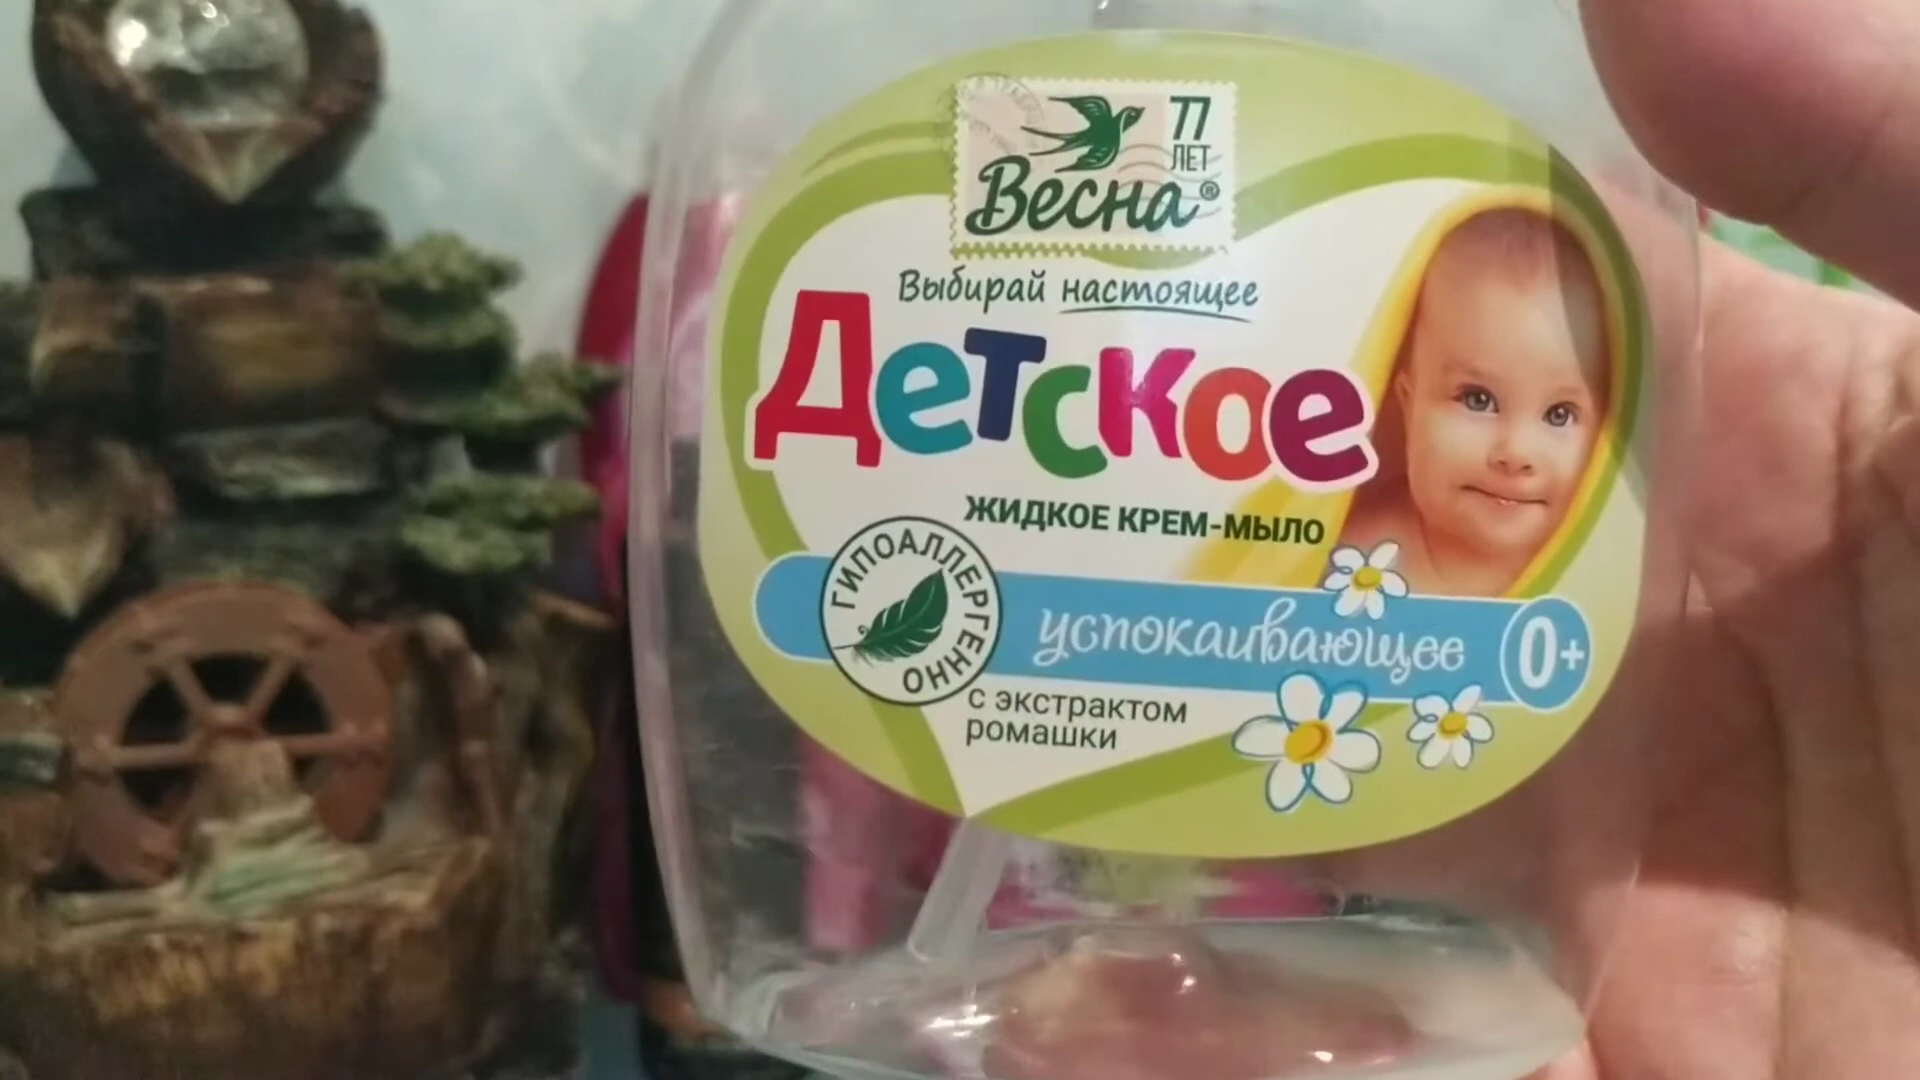 77
ЛЕТ
Весна®
Выбирай настоящее
Детское
ЖИДКОЕ КРЕМ-МЫЛО
ГИПОАЛЛЕРГЕННО
успокаивающее
0+
с экстрактом
ромашки